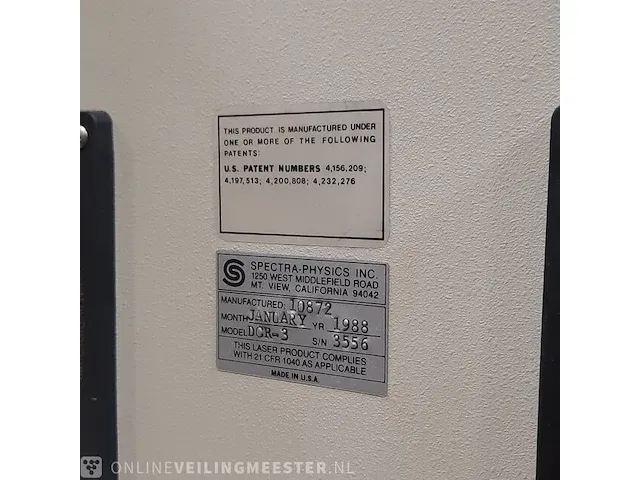 THIS PRODUCT IS MANUFACTURED UNDER
ONE OR MORE OF THE FOLLOWING
PATENTS:
U.S. PATENT NUMBERS 4,156,209;
4,197,513; 4,200,808; 4,232,276
SPECTRA-PHYSICS INC.
1250 WEST MIDDLEFIELD ROAD
MT. VIEW, CALIFORNIA 94042
MANUFACTURED: 10872
MONTH JANUARY YR 1988
MODEL DCR-3 S/N 3556
THIS LASER PRODUCT COMPLIES
WITH 21 CFR 1040 AS APPLICABLE
MADE IN U.S.A.
ONLINEVEILINGMEESTER.NL